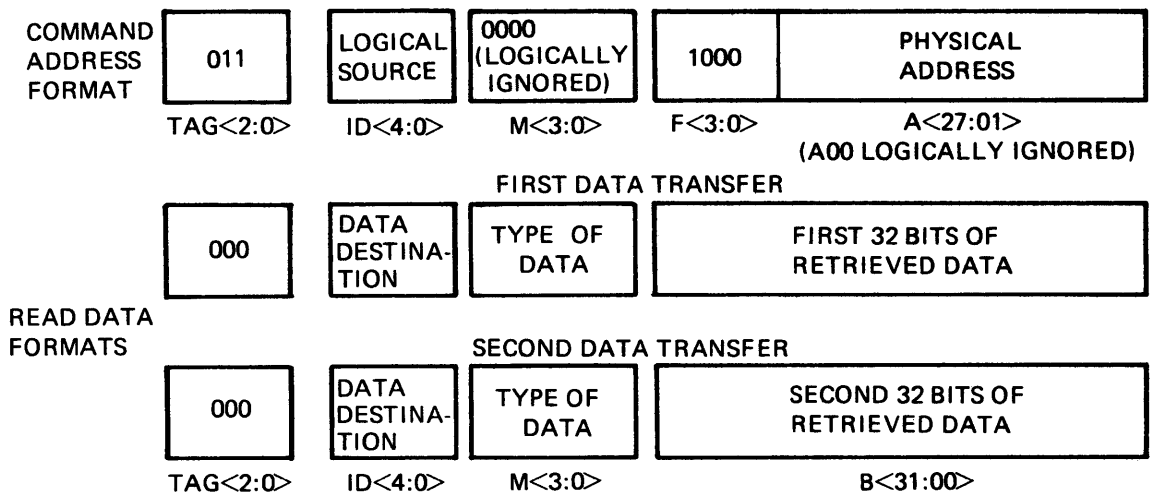 COMMAND
ADDRESS
FORMAT
011
LOGICAL
SOURCE
0000
(LOGICALLY
IGNORED)
1000
PHYSICAL
ADDRESS
TAG<2:0>
ID<4:0>
M<3:0>
F<3:0>
A<27:01>
(A00 LOGICALLY IGNORED)
FIRST DATA TRANSFER
000
DATA
DESTINA-
TION
TYPE OF
DATA
FIRST 32 BITS OF
RETRIEVED DATA
READ DATA
FORMATS
SECOND DATA TRANSFER
000
DATA
DESTINA-
TION
TYPE OF
DATA
SECOND 32 BITS OF
RETRIEVED DATA
TAG<2:0>
ID<4:0>
M<3:0>
B<31:00>